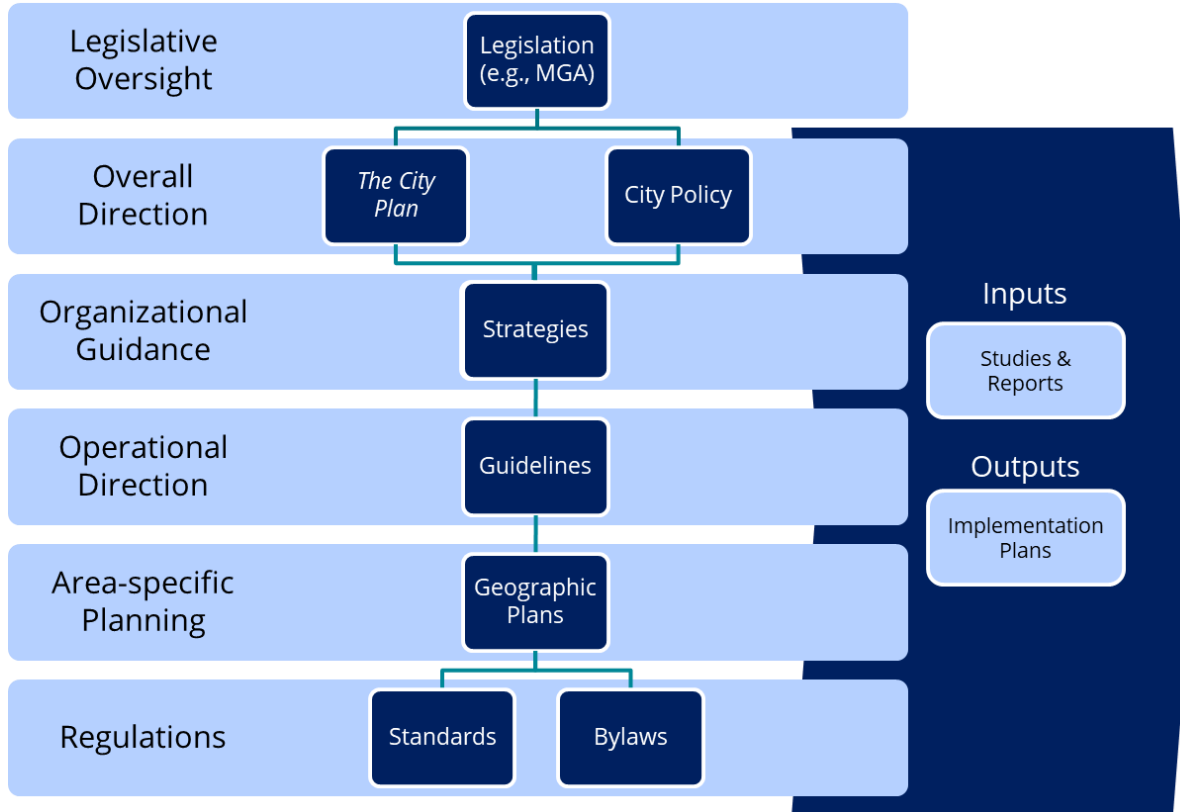 Legislative
Oversight
Legislation
(e.g., MGA)
Overall
Direction
The City
Plan
City Policy
Organizational
Guidance
Strategies
Operational
Direction
Guidelines
Area-specific
Planning
Geographic
Plans
Regulations
Standards
Bylaws
Inputs
Studies &
Reports
Outputs
Implementation
Plans